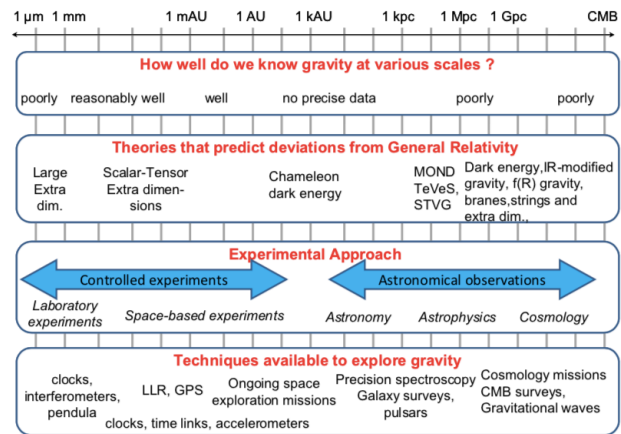 1 µm 1 mm 1 mAU 1 AU 1 kAU 1 kpc 1 Mpc 1 Gpc CMB
How well do we know gravity at various scales ?
poorly reasonably well well no precise data poorly poorly
Theories that predict deviations from General Relativity
Large
Extra
dim.
Scalar-Tensor
Extra dimen-
sions
Chameleon
dark energy
MOND
TeVeS,
STVG
Dark energy,IR-modified
gravity, f(R) gravity,
branes,strings and
extra dim.,
Experimental Approach
Controlled experiments Astronomical observations
Laboratory
experiments
Space-based experiments
Astronomy
Astrophysics
Cosmology
Techniques available to explore gravity
clocks,
interferometers,
pendula
LLR, GPS
Ongoing space
exploration missions
clocks, time links, accelerometers
Precision spectroscopy
Galaxy surveys,
pulsars
Cosmology missions
CMB surveys,
Gravitational waves